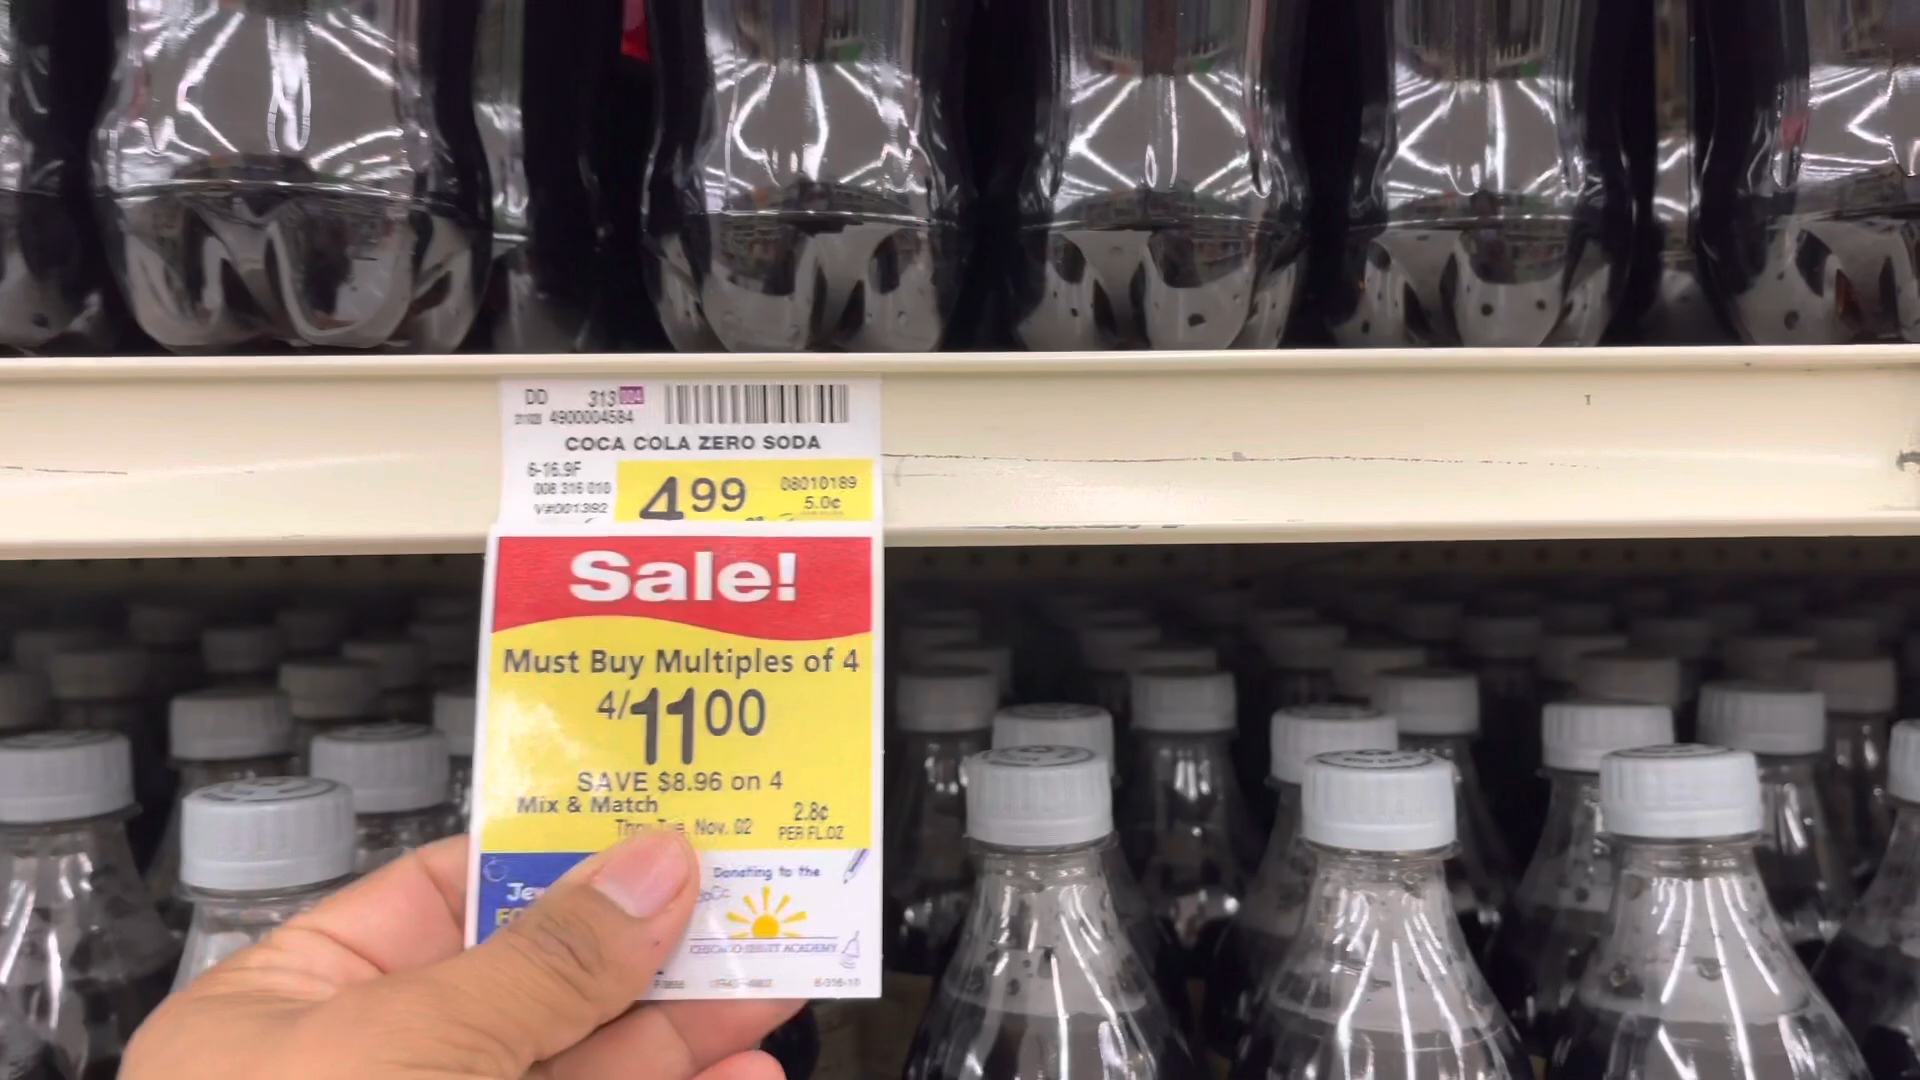 DD 313 004
4900004584
COCA COLA ZERO SODA
6-16.9F
008 316 010
V#001392
4.99
08010189
5.0¢
Sale!
Must Buy Multiples of 4
4/11.00
SAVE $8.96 on 4
Mix & Match
Thru Tue, Nov. 02
2.8¢
PER FL.OZ
Donating to the
CHICAGO
ACADEMY